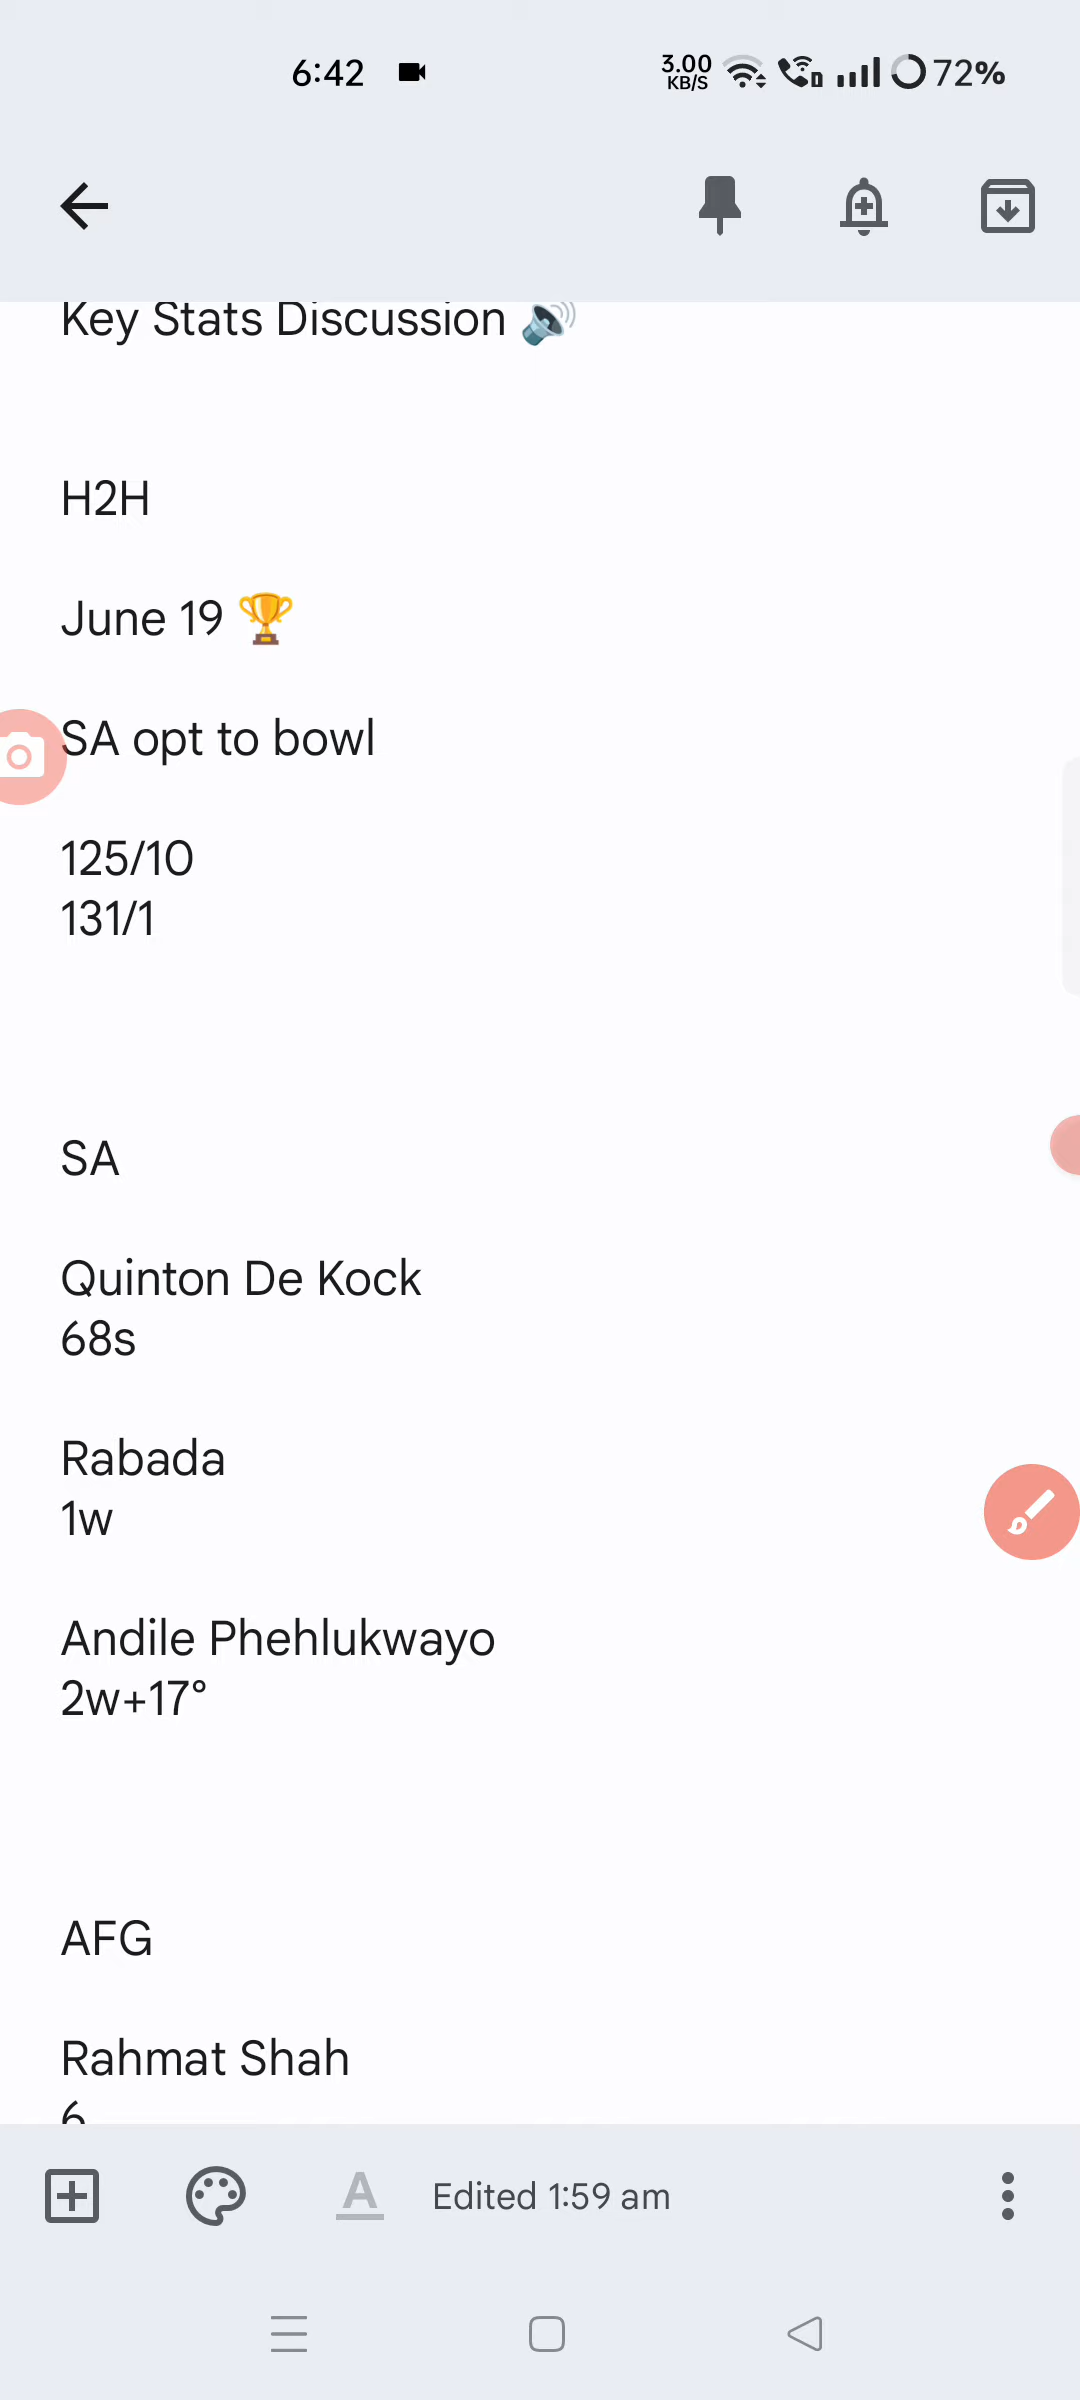 6:42
3.00
KB/S
72%
Key Stats Discussion 🔊
H2H
June 19 🏆
SA opt to bowl
125/10
131/1
SA
Quinton De Kock
68s
Rabada
1w
Andile Phehlukwayo
2w+17°
AFG
Rahmat Shah
6
A
Edited 1:59 am